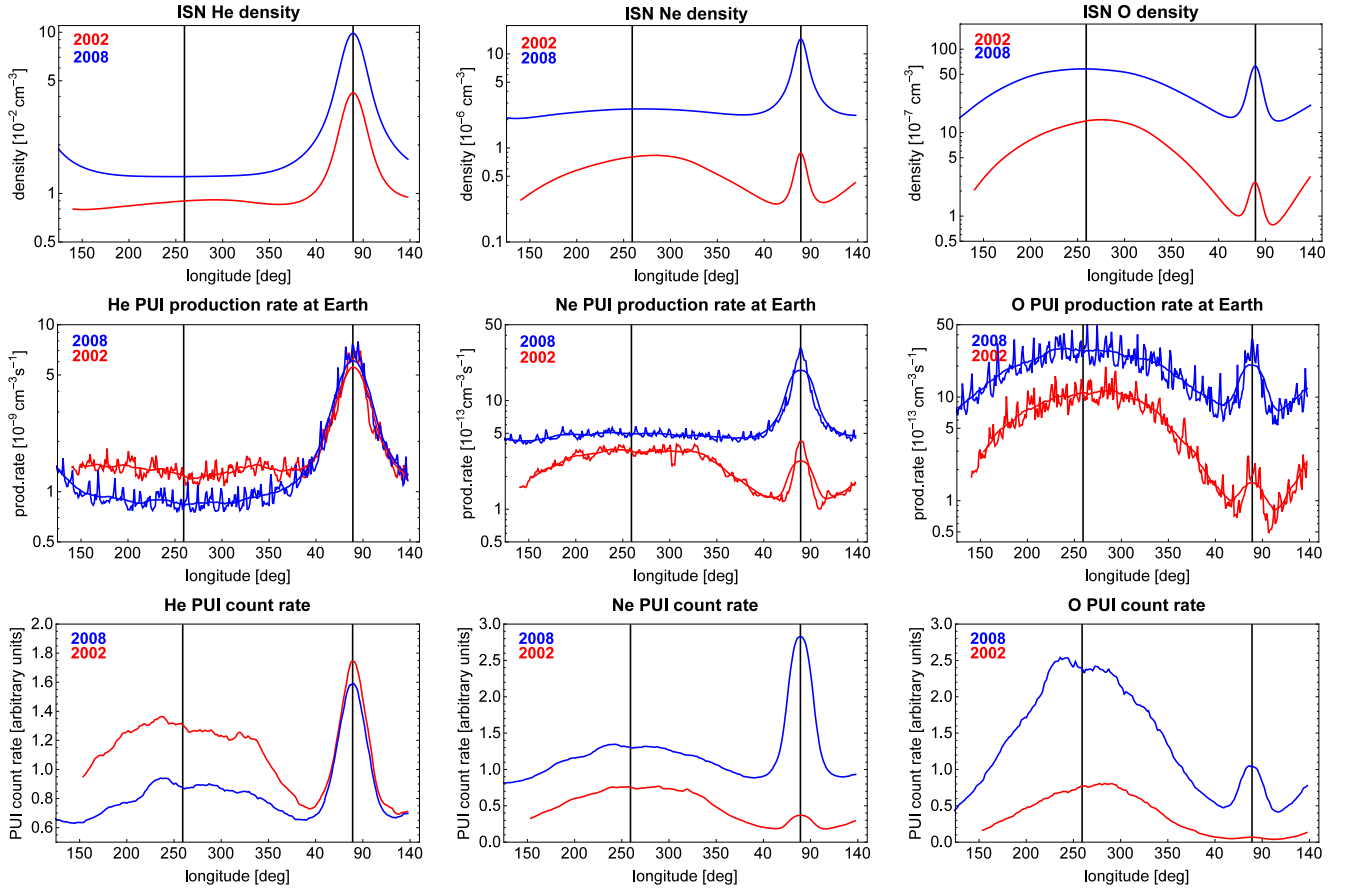 ISN He density
2002
2008
10
5
1
0.5
density [10⁻² cm⁻³]
150 200 250 300 40 90 140
longitude [deg]
ISN Ne density
2002
2008
10
5
1
0.5
0.1
density [10⁻⁶ cm⁻³]
150 200 250 300 40 90 140
longitude [deg]
ISN O density
2002
2008
100
50
10
5
1
0.5
density [10⁻⁷ cm⁻³]
150 200 250 300 40 90 140
longitude [deg]
He PUI production rate at Earth
2008
2002
10
5
1
0.5
prod.rate [10⁻⁹ cm⁻³s⁻¹]
150 200 250 300 40 90 140
longitude [deg]
Ne PUI production rate at Earth
2008
2002
50
10
5
1
0.5
prod.rate [10⁻¹³ cm⁻³s⁻¹]
150 200 250 300 40 90 140
longitude [deg]
O PUI production rate at Earth
2008
2002
50
10
5
1
0.5
prod.rate [10⁻¹³ cm⁻³s⁻¹]
150 200 250 300 40 90 140
longitude [deg]
He PUI count rate
2008
2002
2.0
1.8
1.6
1.4
1.2
1.0
0.8
0.6
PUI count rate [arbitrary units]
150 200 250 300 40 90 140
longitude [deg]
Ne PUI count rate
2008
2002
3.0
2.5
2.0
1.5
1.0
0.5
0.0
PUI count rate [arbitrary units]
150 200 250 300 40 90 140
longitude [deg]
O PUI count rate
2008
2002
3.0
2.5
2.0
1.5
1.0
0.5
0.0
PUI count rate [arbitrary units]
150 200 250 300 40 90 140
longitude [deg]